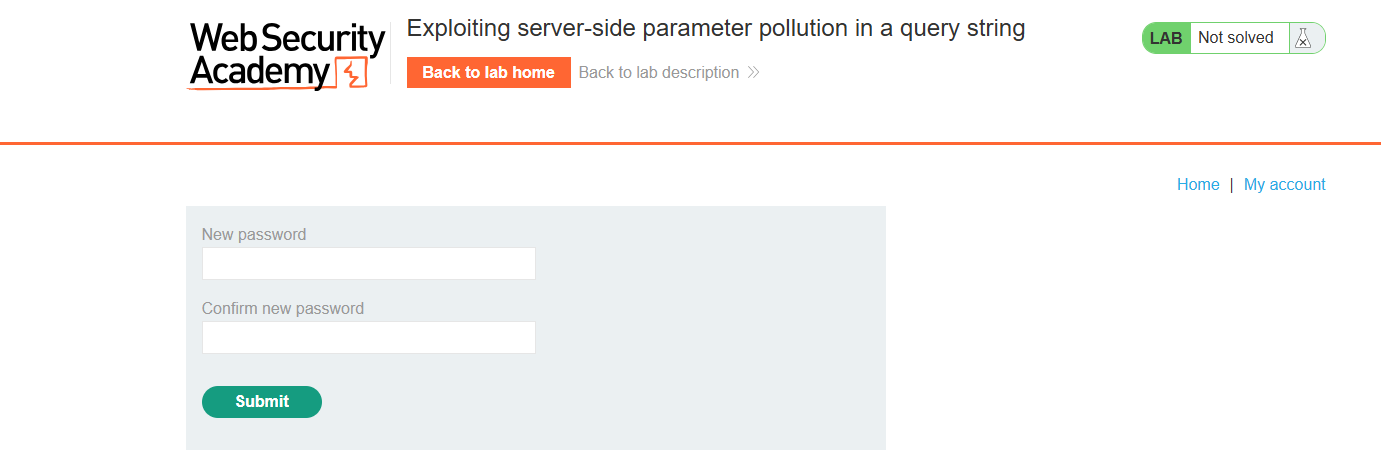 Web Security
Academy
Exploiting server-side parameter pollution in a query string
Back to lab home
Back to lab description
LAB
Not solved
Home | My account
New password
Confirm new password
Submit